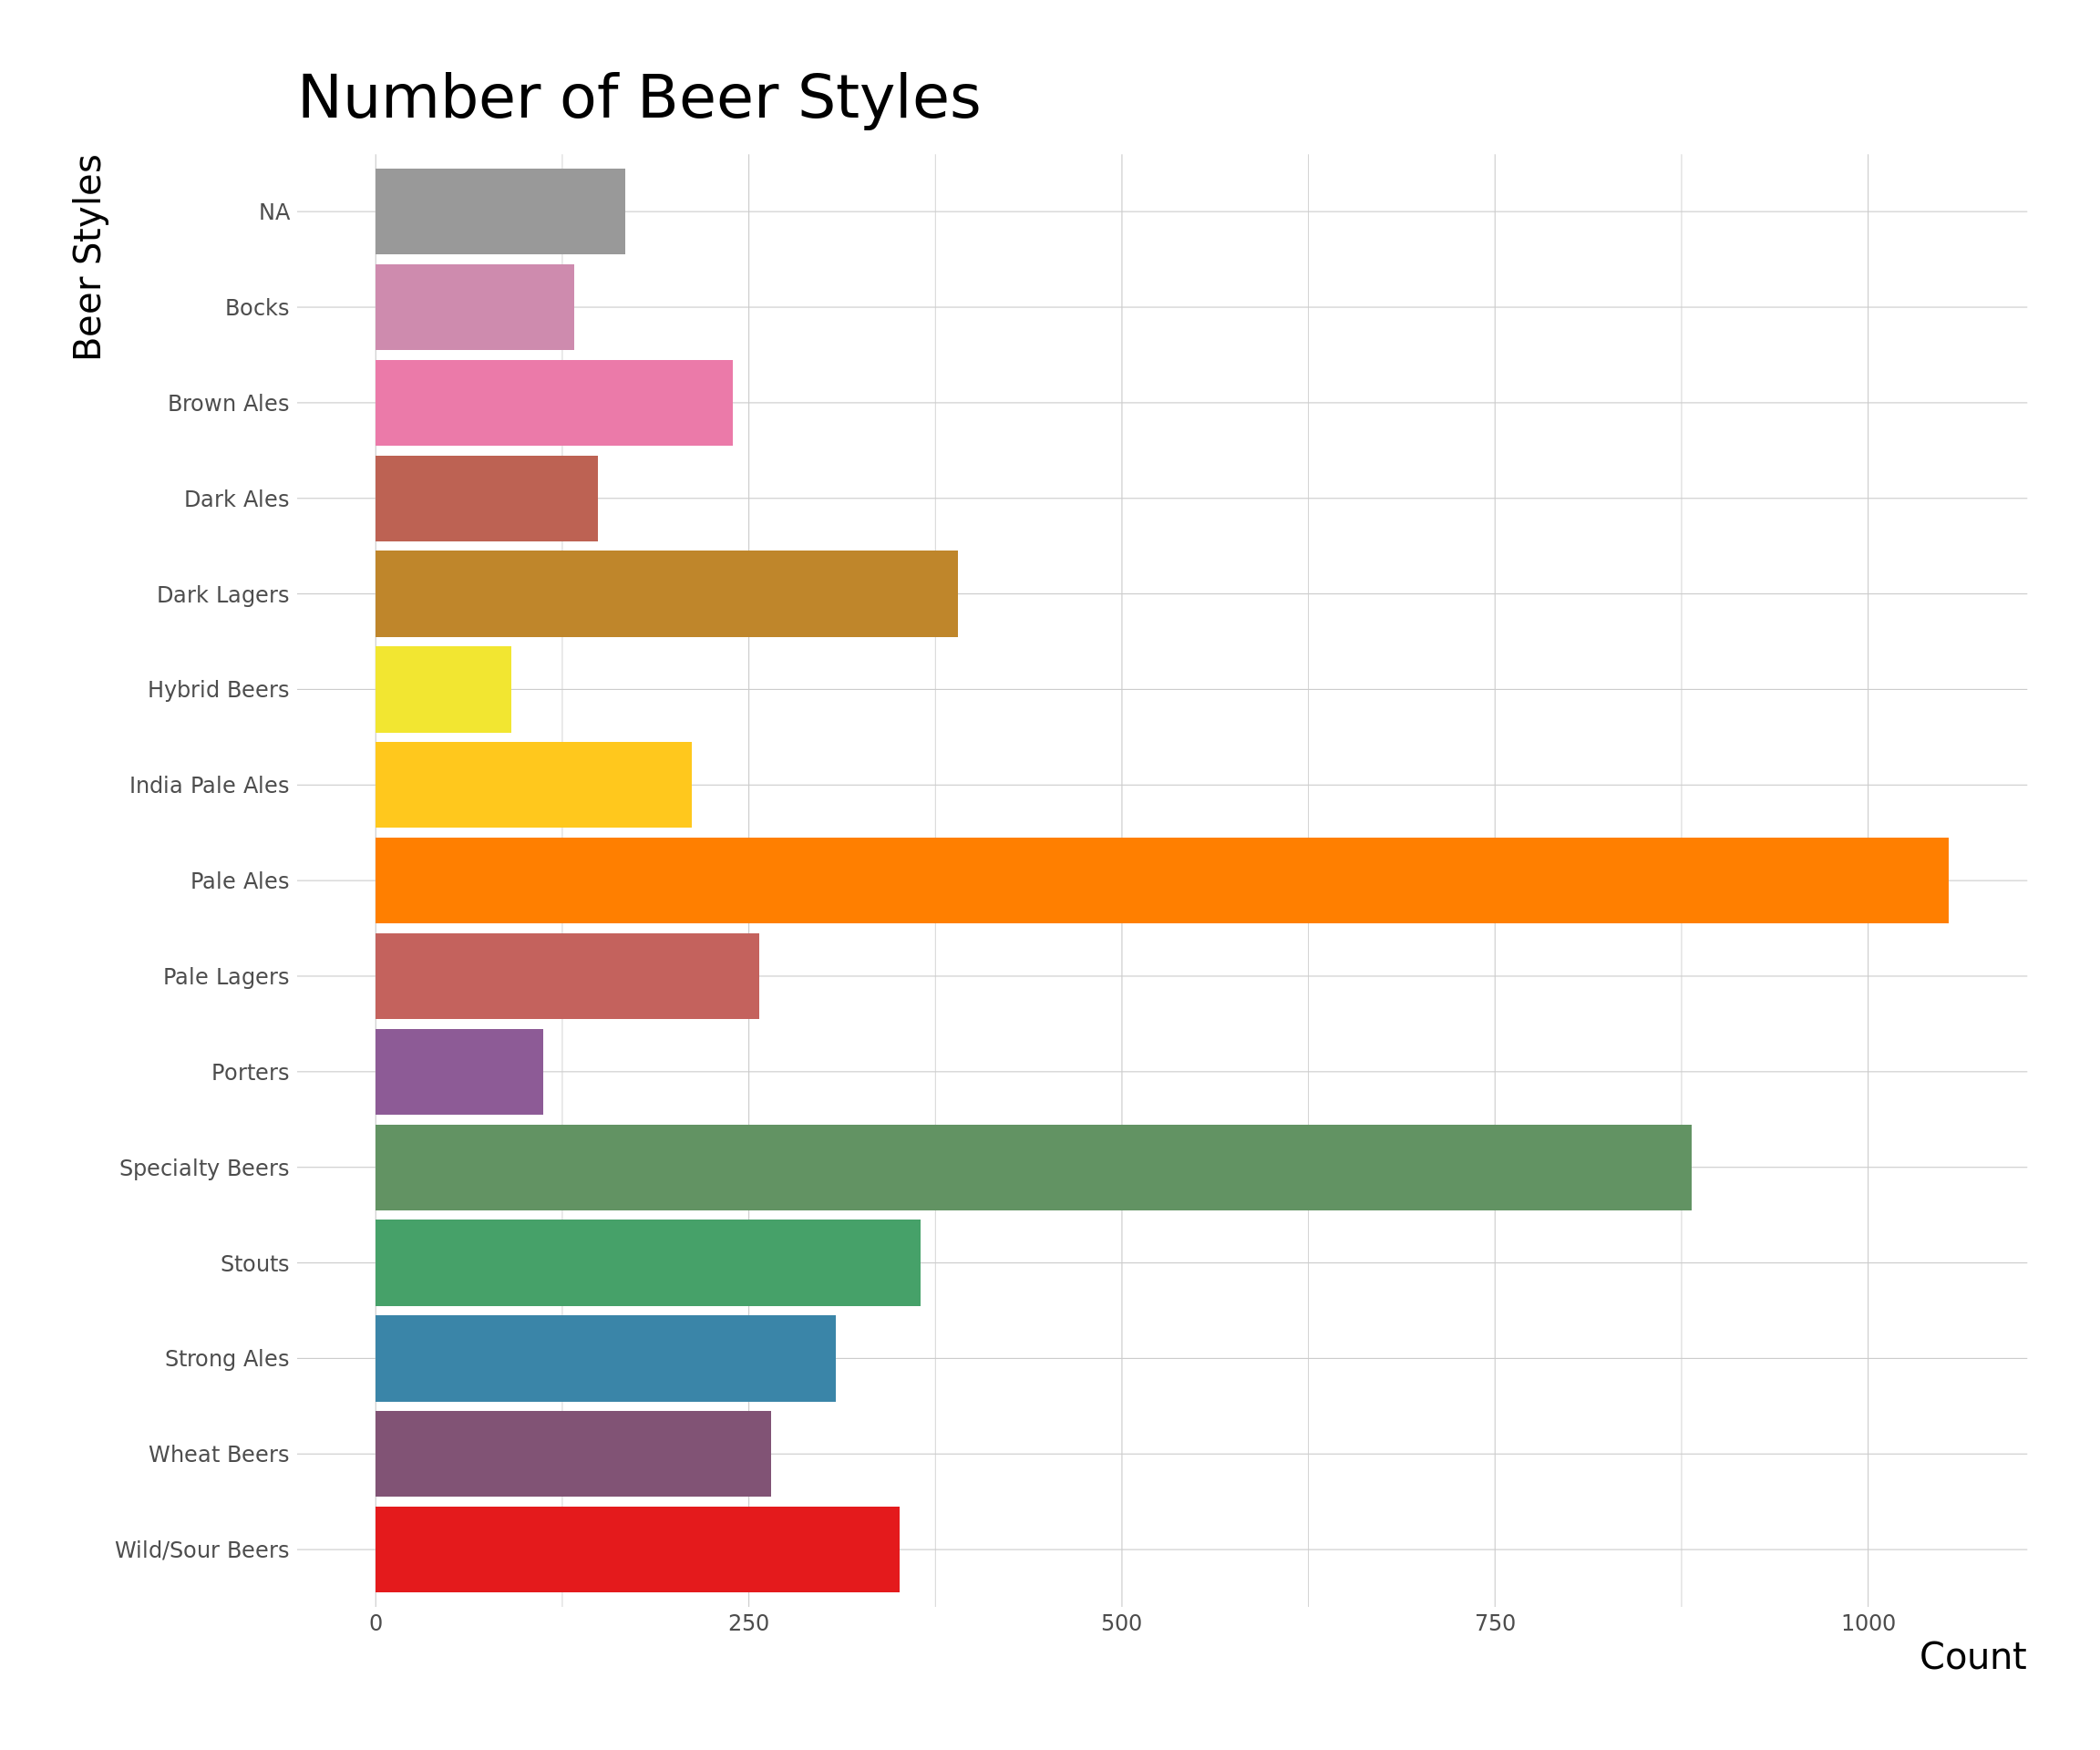 Number of Beer Styles
Beer Styles
NA
Bocks
Brown Ales
Dark Ales
Dark Lagers
Hybrid Beers
India Pale Ales
Pale Ales
Pale Lagers
Porters
Specialty Beers
Stouts
Strong Ales
Wheat Beers
Wild/Sour Beers
0 250 500 750 1000
Count